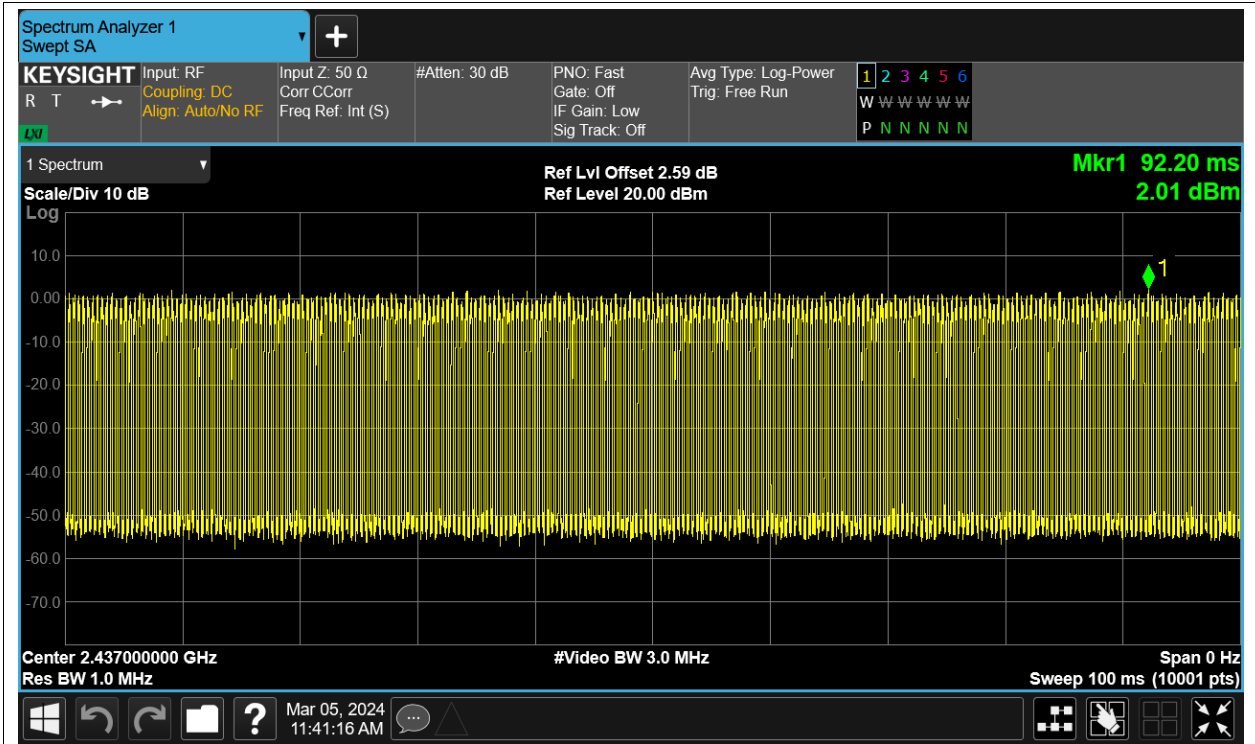 Spectrum Analyzer 1
Swept SA
KEYSIGHT
R T
LXI
Input: RF
Coupling: DC
Align: Auto/No RF
Input Z: 50 Ω
Corr CCorr
Freq Ref: Int (S)
#Atten: 30 dB
PNO: Fast
Gate: Off
IF Gain: Low
Sig Track: Off
Avg Type: Log-Power
Trig: Free Run
1 2 3 4 5 6
W W W W W W
P N N N N N
1 Spectrum
Scale/Div 10 dB
Ref Lvl Offset 2.59 dB
Ref Level 20.00 dBm
Mkr1 92.20 ms
2.01 dBm
Log
10.0
0.00
-10.0
-20.0
-30.0
-40.0
-50.0
-60.0
-70.0
1
Center 2.437000000 GHz
Res BW 1.0 MHz
#Video BW 3.0 MHz
Span 0 Hz
Sweep 100 ms (10001 pts)
?
Mar 05, 2024
11:41:16 AM